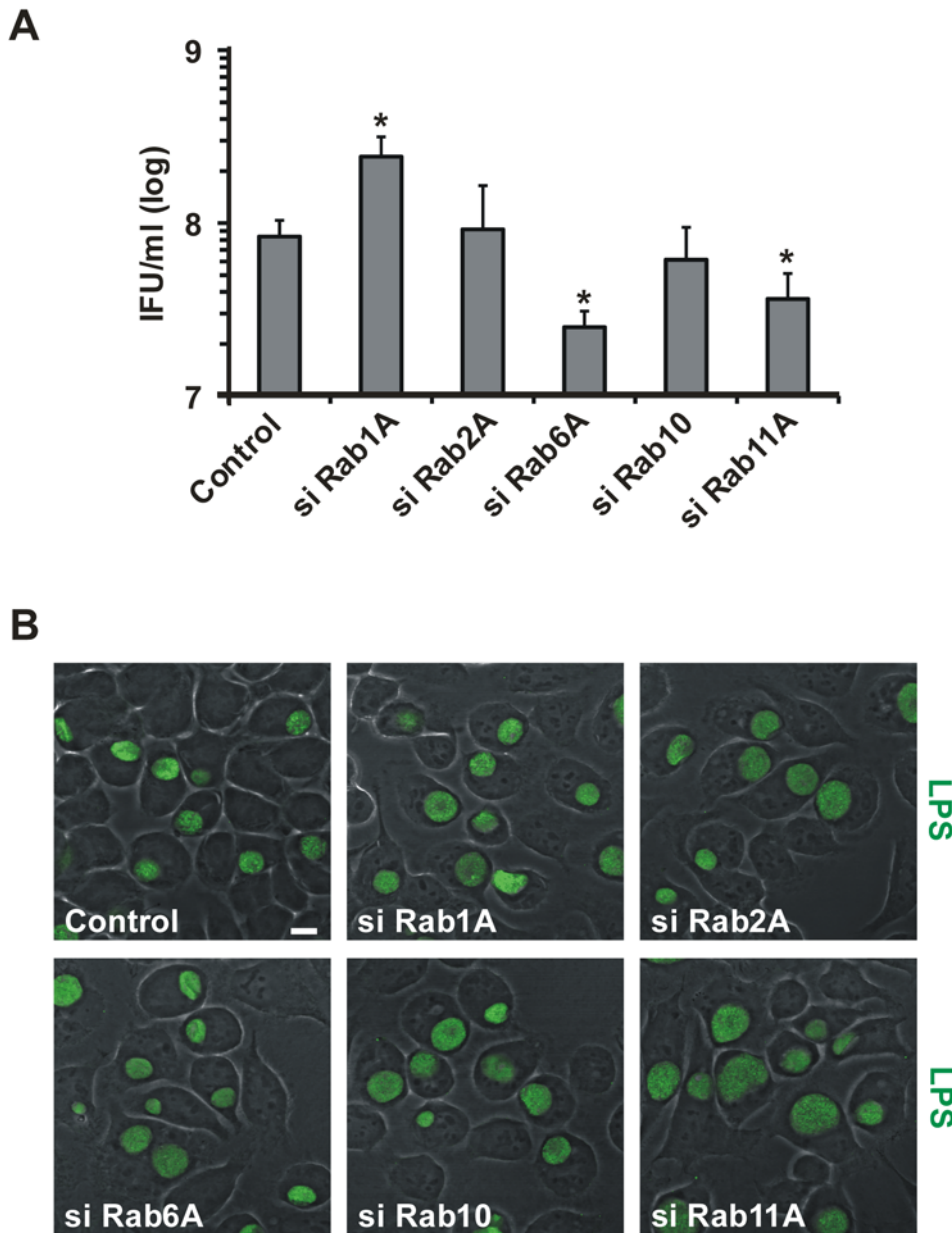 A
9
8
7
IFU/ml (log)
*
*
*
Control
si Rab1A
si Rab2A
si Rab6A
si Rab10
si Rab11A
B
Control
si Rab1A
si Rab2A
LPS
si Rab6A
si Rab10
si Rab11A
LPS